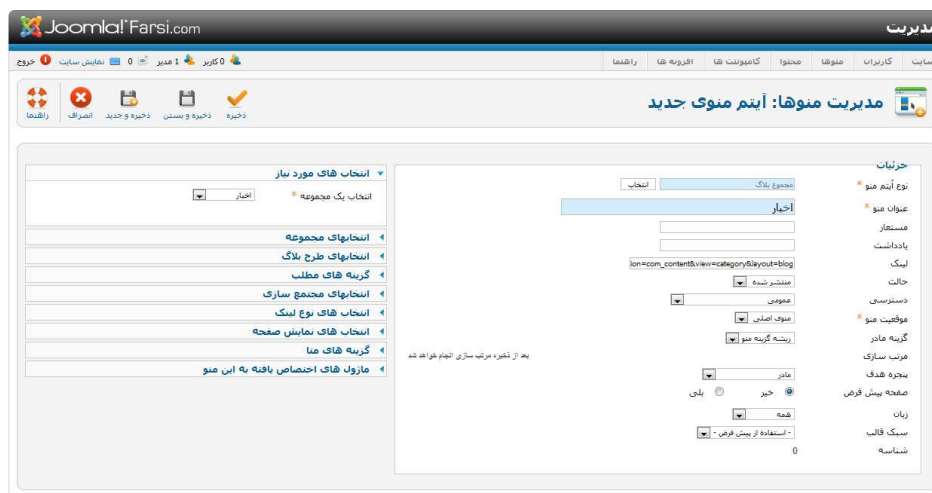 Joomla! Farsi.com
مدیریت
سایت کاربران منوها محتوا کامپوننت ها افزونه ها راهنما
0 کاربر 1 مدیر 0 نمایش سایت خروج
مدیریت منوها: آیتم منوی جدید
ذخیره ذخیره و بستن ذخیره و جدید انصراف راهنما
جزئیات
نوع آیتم منو * مجموع بلاگ انتخاب
عنوان منو * اخبار
مستعار
یادداشت
لینک ion=com_content&view=category&layout=blog
حالت منتشر شده
دسترسی عمومی
موقعیت منو * منوی اصلی
گزینه مادر ریشه گزینه منو
مرتب سازی بعد از ذخیره مرتب سازی انجام خواهد شد
پنجره هدف مادر
صفحه پیش فرض خیر بلی
زبان همه
سبک قالب - استفاده از پیش فرض -
شناسه 0
انتخاب های مورد نیاز
انتخاب یک مجموعه * اخبار
انتخابهای مجموعه
انتخابهای طرح بلاگ
گزینه های مطلب
انتخابهای مجتمع سازی
انتخاب های نوع لینک
انتخاب های نمایش صفحه
گزینه های متا
ماژول های اختصاص یافته به این منو